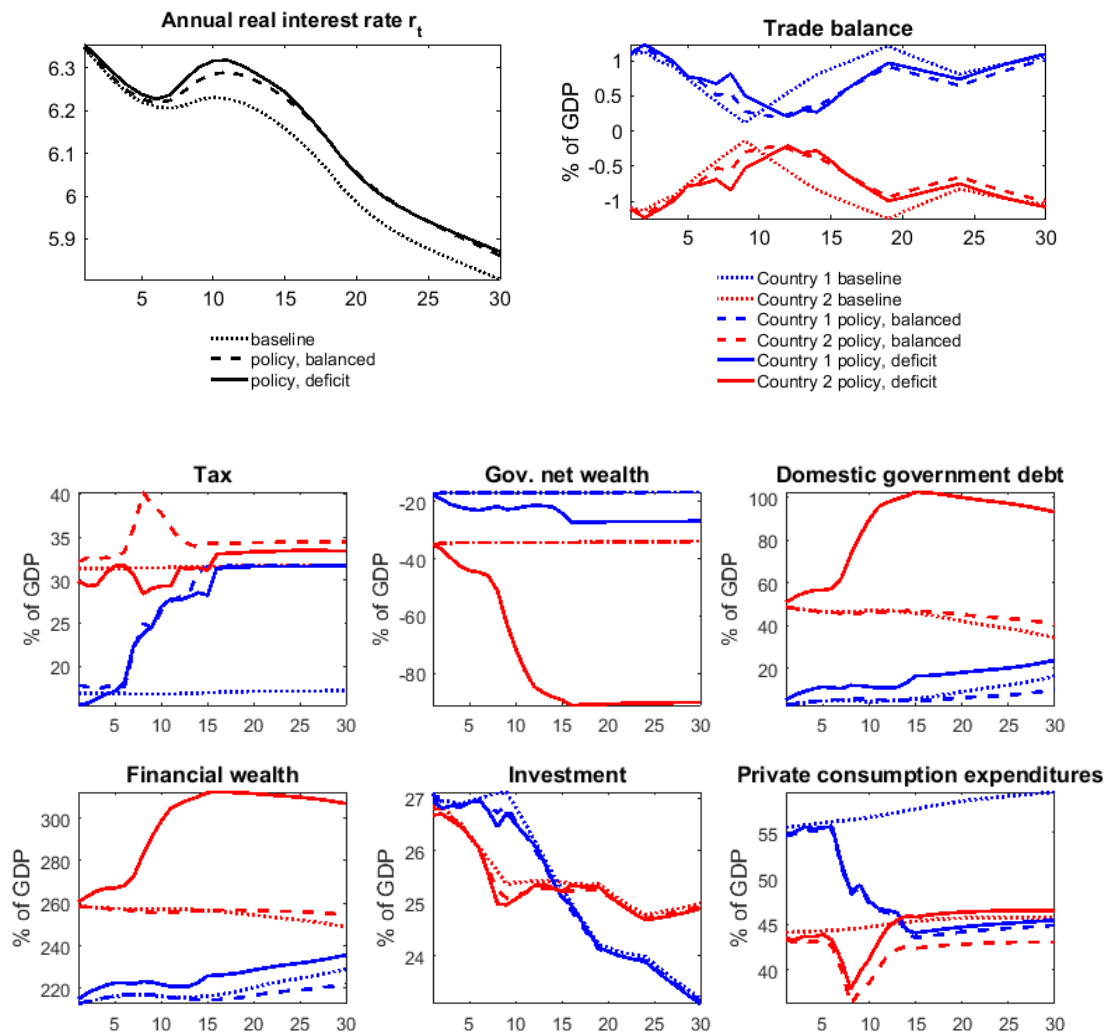 Annual real interest rate r_t
6.3
6.2
6.1
6
5.9
5 10 15 20 25 30
baseline
policy, balanced
policy, deficit
Trade balance
% of GDP
1
0.5
0
-0.5
-1
5 10 15 20 25 30
Country 1 baseline
Country 2 baseline
Country 1 policy, balanced
Country 2 policy, balanced
Country 1 policy, deficit
Country 2 policy, deficit
Tax
% of GDP
40
35
30
25
20
5 10 15 20 25 30
Gov. net wealth
% of GDP
-20
-40
-60
-80
5 10 15 20 25 30
Domestic government debt
% of GDP
100
80
60
40
20
5 10 15 20 25 30
Financial wealth
% of GDP
300
280
260
240
220
5 10 15 20 25 30
Investment
% of GDP
27
26
25
24
5 10 15 20 25 30
Private consumption expenditures
% of GDP
55
50
45
40
5 10 15 20 25 30